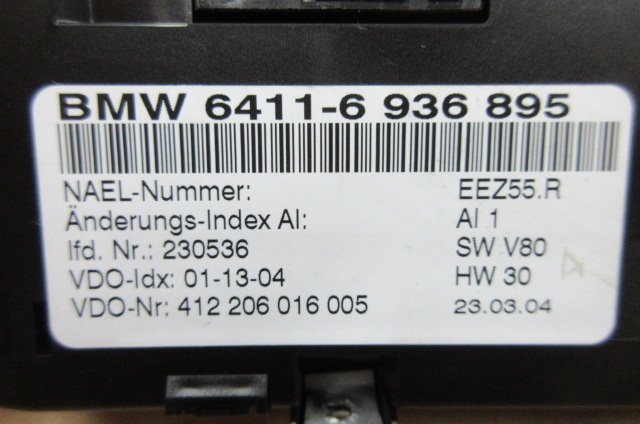 BMW 6411-6 936 895
NAEL-Nummer: EEZ55.R
Änderungs-Index AI: AI 1
lfd. Nr.: 230536 SW V80
VDO-Idx: 01-13-04 HW 30
VDO-Nr: 412 206 016 005 23.03.04